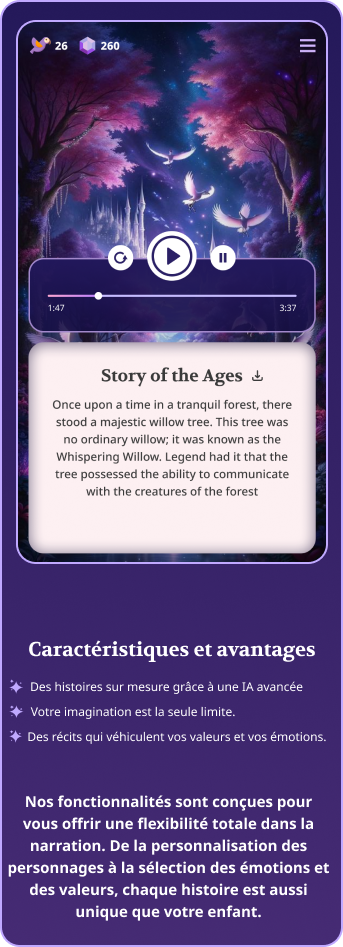 26 260
1:47 3:37
Story of the Ages
Once upon a time in a tranquil forest, there
stood a majestic willow tree. This tree was
no ordinary willow; it was known as the
Whispering Willow. Legend had it that the
tree possessed the ability to communicate
with the creatures of the forest
Caractéristiques et avantages
Des histoires sur mesure grâce à une IA avancée
Votre imagination est la seule limite.
Des récits qui véhiculent vos valeurs et vos émotions.
Nos fonctionnalités sont conçues pour
vous offrir une flexibilité totale dans la
narration. De la personnalisation des
personnages à la sélection des émotions et
des valeurs, chaque histoire est aussi
unique que votre enfant.